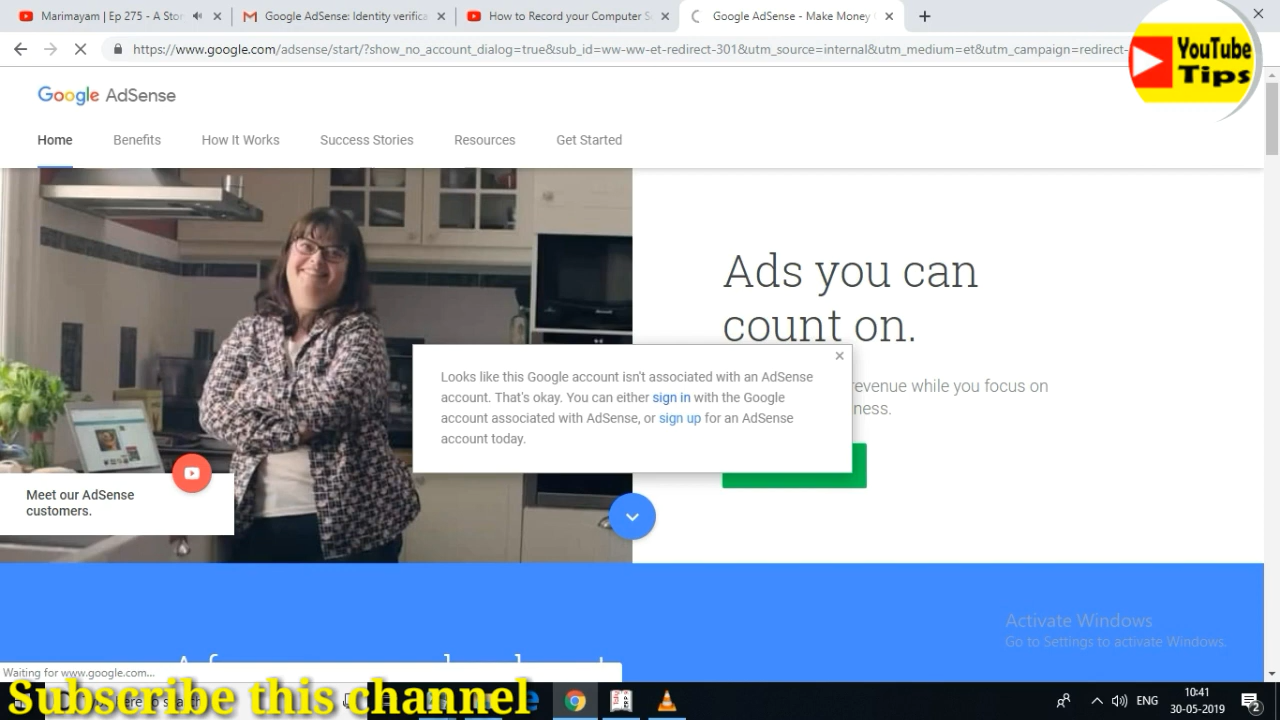 Marimayam | Ep 275 - A Sto
Google AdSense: Identity verifica
How to Record your Computer S
Google AdSense - Make Money
https://www.google.com/adsense/start/?show_no_account_dialog=true&sub_id=ww-ww-et-redirect-301&utm_source=internal&utm_medium=et&utm_campaign=redirect-
YouTube
Tips
Google AdSense
Home
Benefits
How It Works
Success Stories
Resources
Get Started
Ads you can
count on.
revenue while you focus on
Looks like this Google account isn't associated with an AdSense
account. That's okay. You can either sign in with the Google
account associated with AdSense, or sign up for an AdSense
account today.
Meet our AdSense
customers.
Activate Windows
Go to Settings to activate Windows.
Waiting for www.google.com...
Subscribe this channel
ENG
10:41
30-05-2019
2